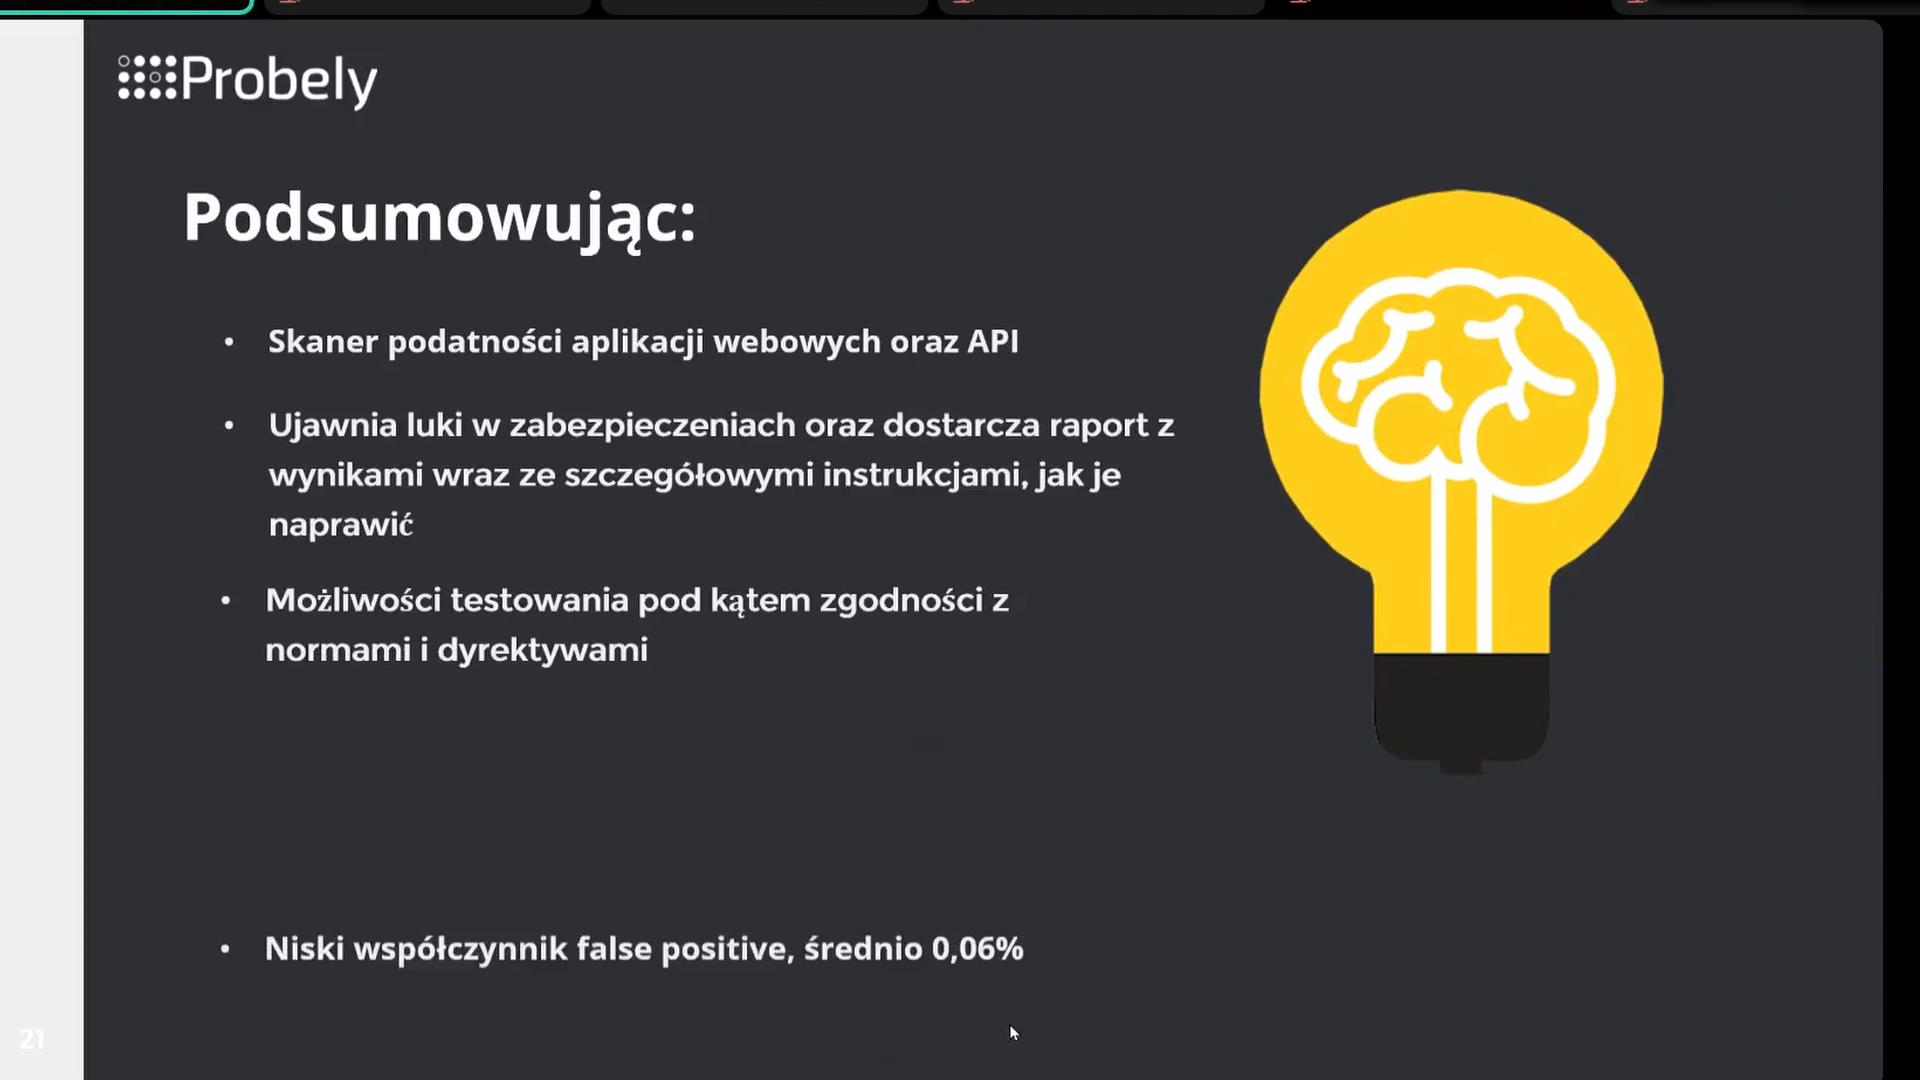 Probely
Podsumowując:
• Skaner podatności aplikacji webowych oraz API
• Ujawnia luki w zabezpieczeniach oraz dostarcza raport z
wynikami wraz ze szczegółowymi instrukcjami, jak je
naprawić
• Możliwości testowania pod kątem zgodności z
normami i dyrektywami
• Niski współczynnik false positive, średnio 0,06%
21